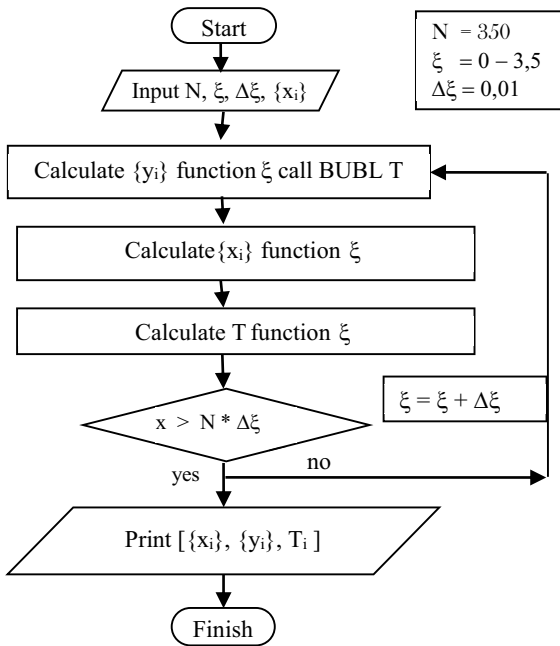 Start
N = 350
ξ = 0 – 3,5
Δξ = 0,01
Input N, ξ, Δξ, {xᵢ}
Calculate {yᵢ} function ξ call BUBL T
Calculate{xᵢ} function ξ
Calculate T function ξ
ξ = ξ + Δξ
x > N * Δξ
yes
no
Print [{xᵢ}, {yᵢ}, Tᵢ ]
Finish